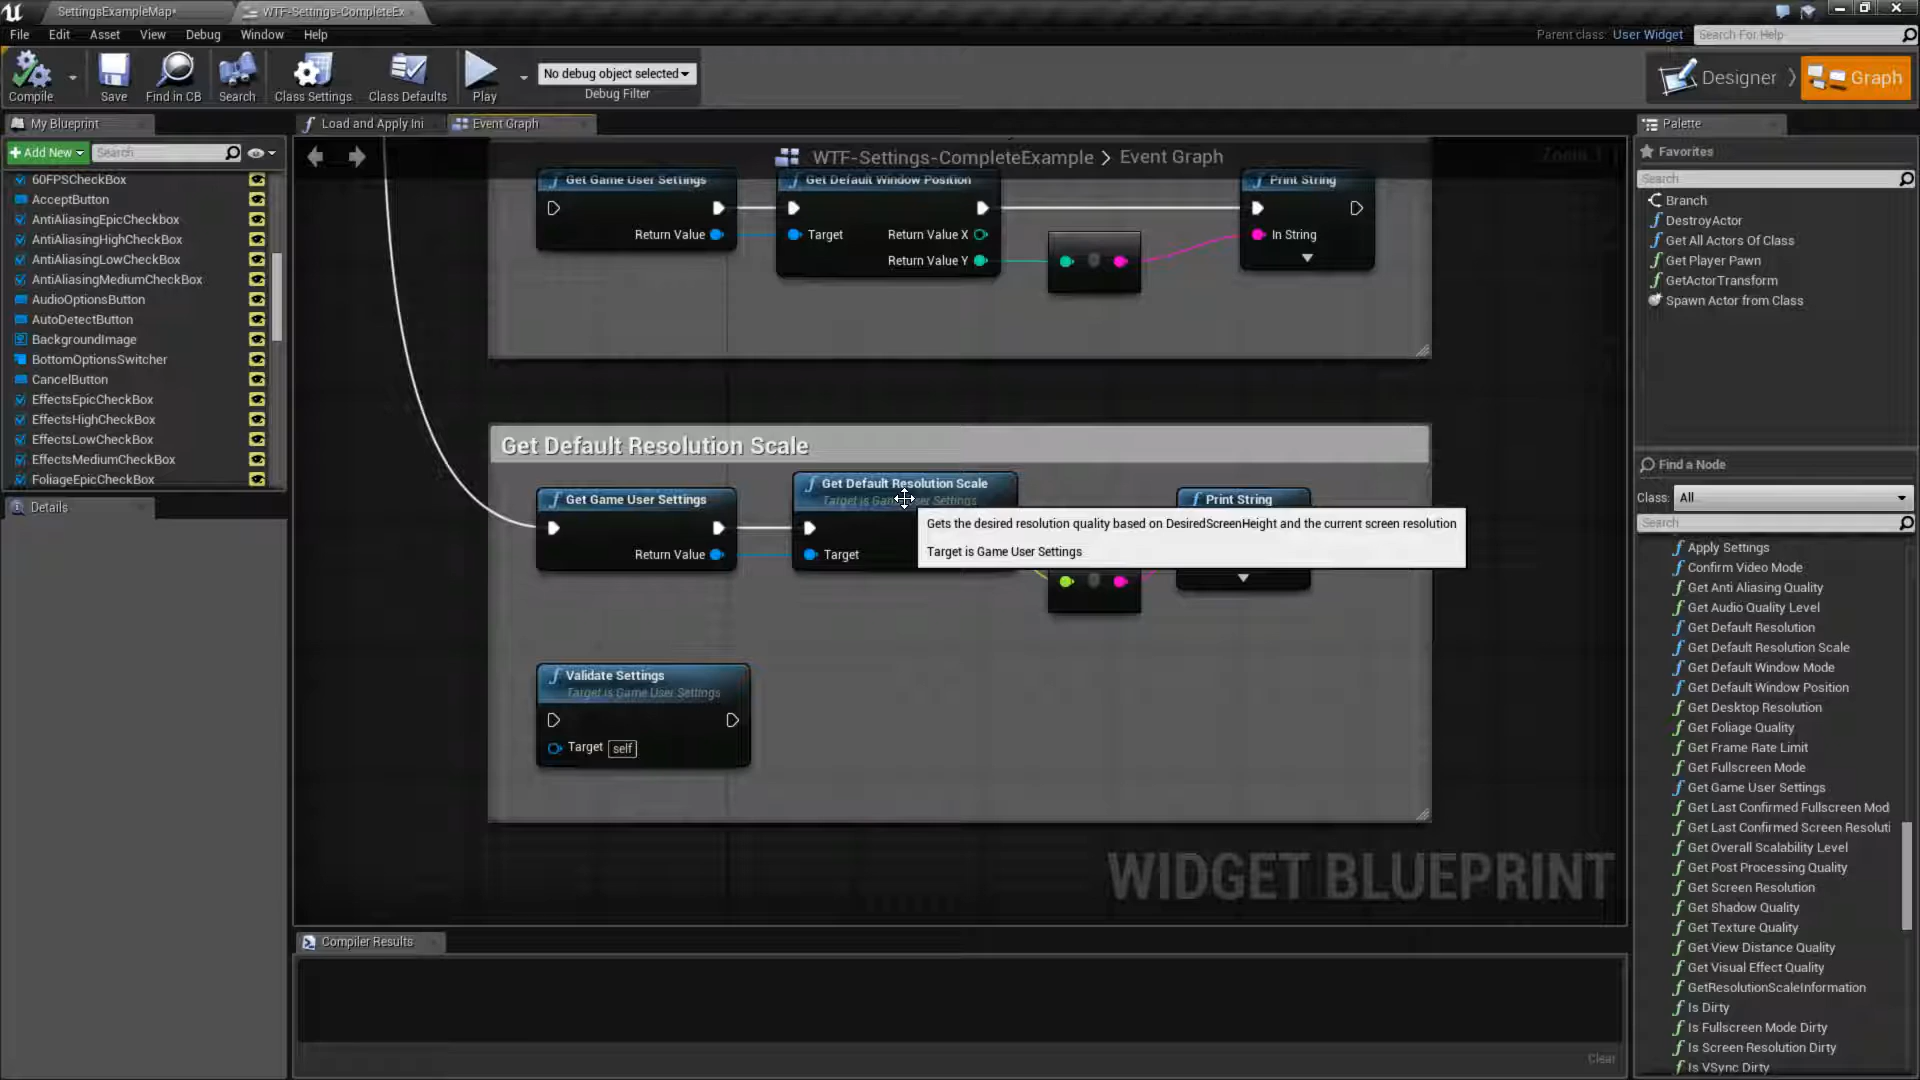 SettingsExampleMap*
WTF-Settings-CompleteEx
File Edit Asset View Debug Window Help
Parent class: User Widget
Search For Help
Compile
Save
Find in CB
Search
Class Settings
Class Defaults
Play
No debug object selected
Debug Filter
Designer
Graph
My Blueprint
Add New
Search
60FPSCheckBox
AcceptButton
AntiAliasingEpicCheckbox
AntiAliasingHighCheckBox
AntiAliasingLowCheckBox
AntiAliasingMediumCheckBox
AudioOptionsButton
AutoDetectButton
BackgroundImage
BottomOptionsSwitcher
CancelButton
EffectsEpicCheckBox
EffectsHighCheckBox
EffectsLowCheckBox
EffectsMediumCheckBox
FoliageEpicCheckBox
Details
Load and Apply Ini
Event Graph
WTF-Settings-CompleteExample > Event Graph
Get Game User Settings
Return Value
Get Default Window Position
Target
Return Value X
Return Value Y
Print String
In String
Get Default Resolution Scale
Get Game User Settings
Return Value
Get Default Resolution Scale
Target is Game User Settings
Target
Print String
Gets the desired resolution quality based on DesiredScreenHeight and the current screen resolution
Target is Game User Settings
Validate Settings
Target is Game User Settings
Target self
WIDGET BLUEPRINT
Compiler Results
Clear
Palette
Favorites
Search
Branch
DestroyActor
Get All Actors Of Class
Get Player Pawn
GetActorTransform
Spawn Actor from Class
Find a Node
Class: All
Search
Apply Settings
Confirm Video Mode
Get Anti Aliasing Quality
Get Audio Quality Level
Get Default Resolution
Get Default Resolution Scale
Get Default Window Mode
Get Default Window Position
Get Desktop Resolution
Get Foliage Quality
Get Frame Rate Limit
Get Fullscreen Mode
Get Game User Settings
Get Last Confirmed Fullscreen Mod
Get Last Confirmed Screen Resoluti
Get Overall Scalability Level
Get Post Processing Quality
Get Screen Resolution
Get Shadow Quality
Get Texture Quality
Get View Distance Quality
Get Visual Effect Quality
GetResolutionScaleInformation
Is Dirty
Is Fullscreen Mode Dirty
Is Screen Resolution Dirty
Is VSync Dirty